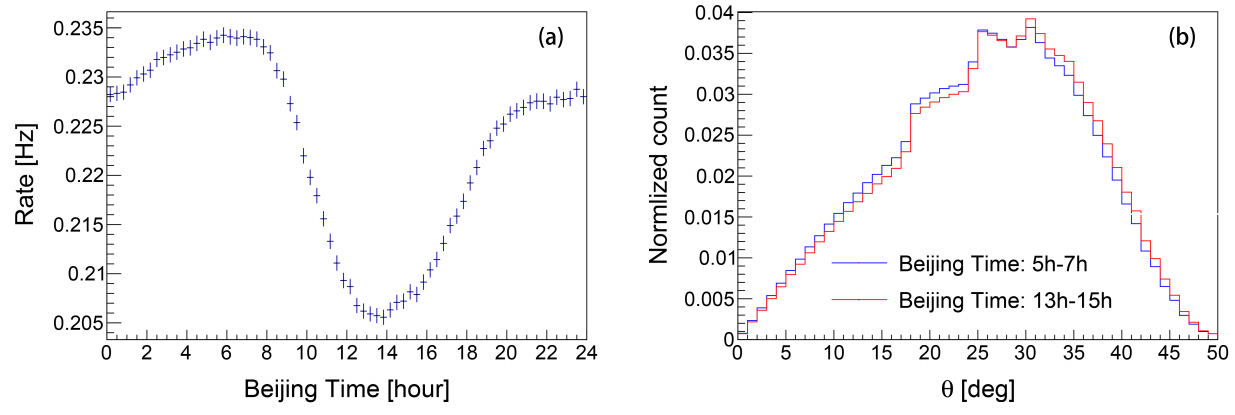 (a)
Rate [Hz]
0.235
0.23
0.225
0.22
0.215
0.21
0.205
0 2 4 6 8 10 12 14 16 18 20 22 24
Beijing Time [hour]
(b)
Normlized count
0.04
0.035
0.03
0.025
0.02
0.015
0.01
0.005
0
Beijing Time: 5h-7h
Beijing Time: 13h-15h
0 5 10 15 20 25 30 35 40 45 50
θ [deg]